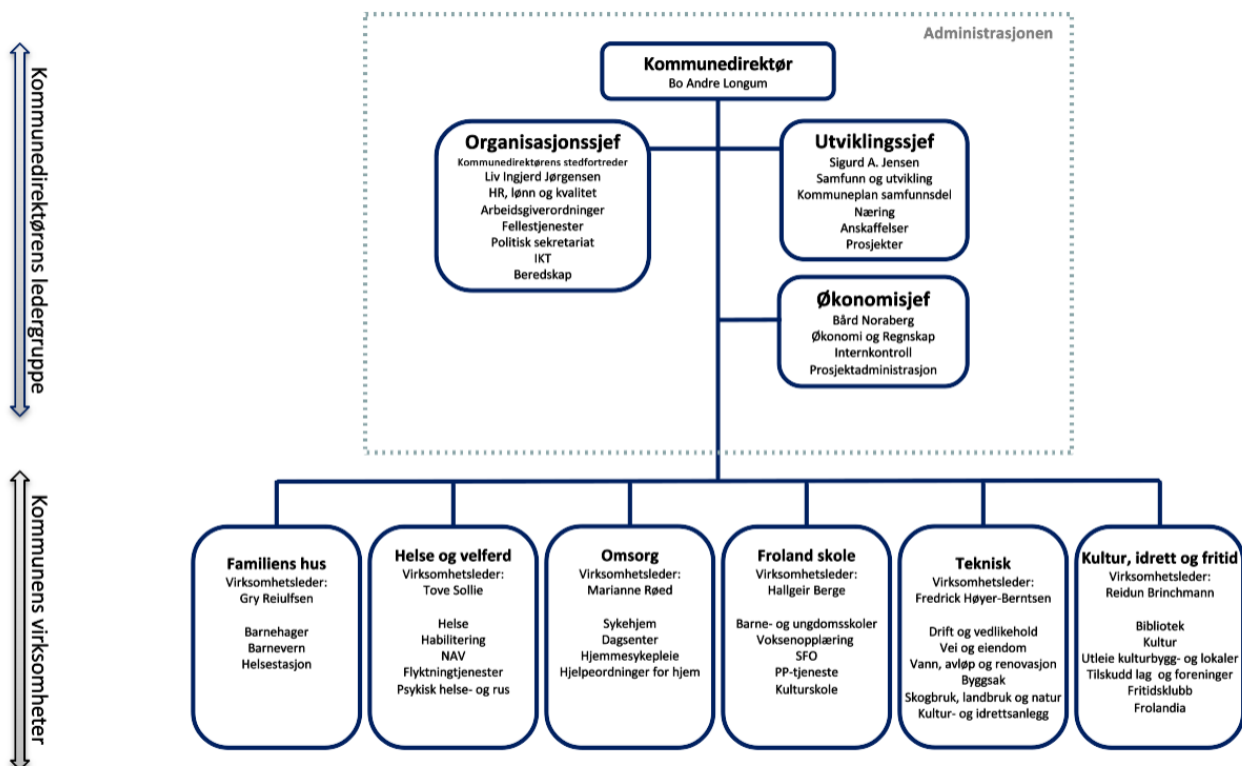 Administrasjonen
Kommunedirektørens ledergruppe
Kommunedirektør
Bo Andre Longum
Organisasjonssjef
Kommunedirektørens stedfortreder
Liv Ingjerd Jørgensen
HR, lønn og kvalitet
Arbeidsgiverordninger
Fellestjenester
Politisk sekretariat
IKT
Beredskap
Utviklingssjef
Sigurd A. Jensen
Samfunn og utvikling
Kommuneplan samfunnsdel
Næring
Anskaffelser
Prosjekter
Økonomisjef
Bård Noraberg
Økonomi og Regnskap
Internkontroll
Prosjektadministrasjon
Kommunens virksomheter
Familiens hus
Virksomhetsleder:
Gry Reiulfsen
Barnehager
Barnevern
Helsestasjon
Helse og velferd
Virksomhetsleder:
Tove Sollie
Helse
Habilitering
NAV
Flyktningtjenester
Psykisk helse- og rus
Omsorg
Virksomhetsleder:
Marianne Røed
Sykehjem
Dagsenter
Hjemmesykepleie
Hjelpeordninger for hjem
Froland skole
Virksomhetsleder:
Hallgeir Berge
Barne- og ungdomsskoler
Voksenopplæring
SFO
PP-tjeneste
Kulturskole
Teknisk
Virksomhetsleder:
Fredrick Høyer-Berntsen
Drift og vedlikehold
Vei og eiendom
Vann, avløp og renovasjon
Byggsak
Skogbruk, landbruk og natur
Kultur- og idrettsanlegg
Kultur, idrett og fritid
Virksomhetsleder:
Reidun Brinchmann
Bibliotek
Kultur
Utleie kulturbygg- og lokaler
Tilskudd lag og foreninger
Fritidsklubb
Frolandia